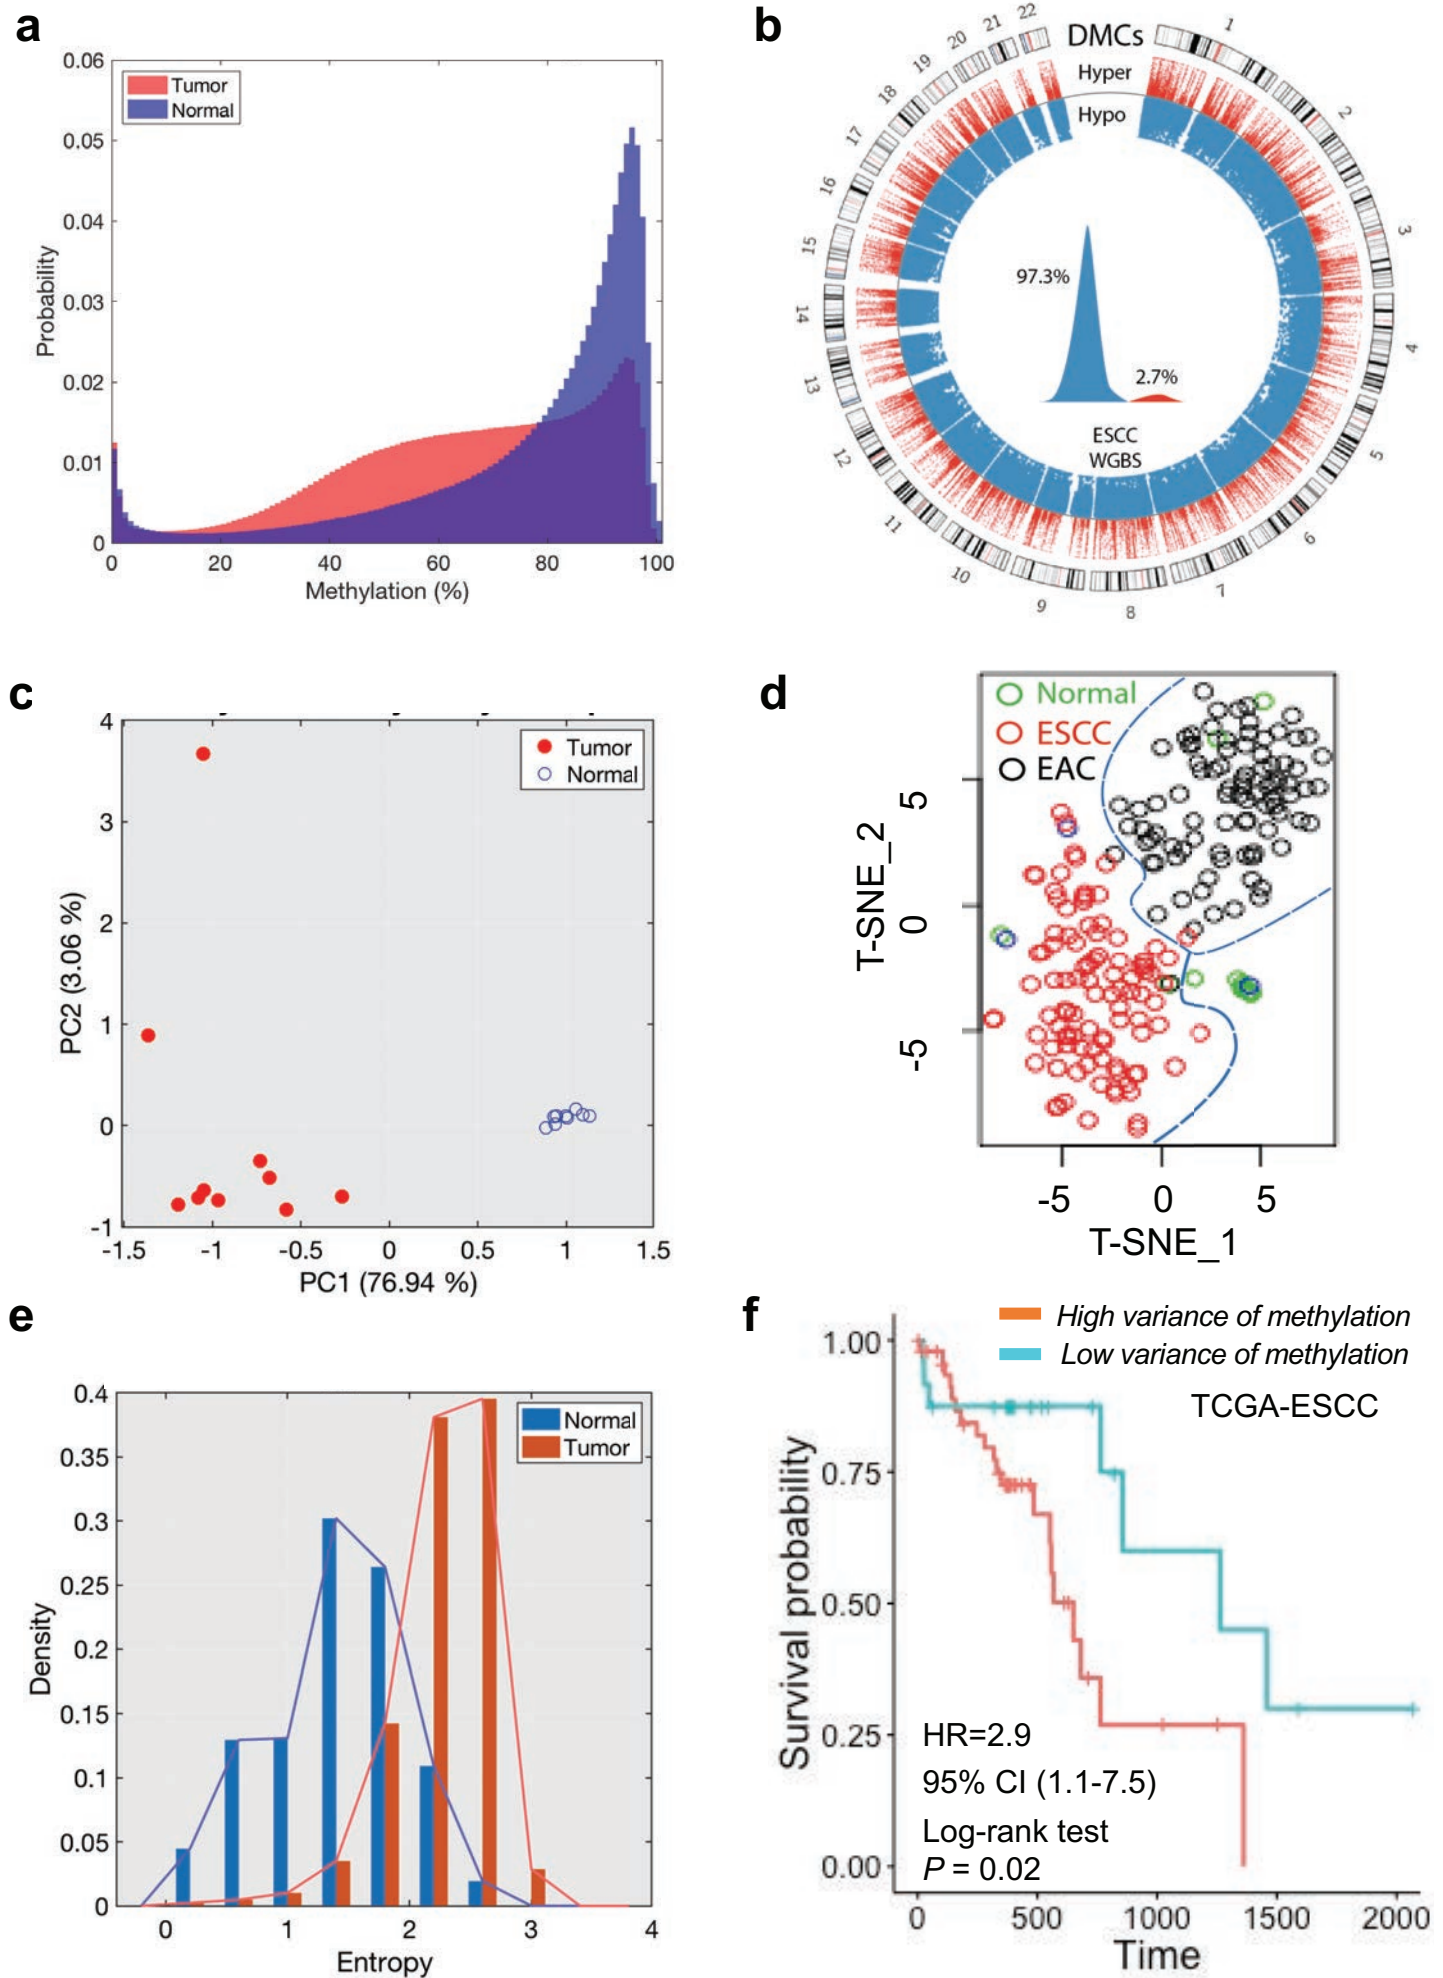 a
0.06
0.05
0.04
0.03
0.02
0.01
0
Probability
Tumor
Normal
0 20 40 60 80 100
Methylation (%)
b
DMCs
Hyper
Hypo
1
2
3
4
5
6
7
8
9
10
11
12
13
14
15
16
17
18
19
20
21
22
97.3%
2.7%
ESCC
WGBS
c
4
3
2
1
0
-1
PC2 (3.06 %)
Tumor
Normal
-1.5 -1 -0.5 0 0.5 1 1.5
PC1 (76.94 %)
d
Normal
ESCC
EAC
T-SNE_2
5
0
-5
-5 0 5
T-SNE_1
e
0.4
0.35
0.3
0.25
0.2
0.15
0.1
0.05
0
Density
Normal
Tumor
0 1 2 3 4
Entropy
f
High variance of methylation
Low variance of methylation
TCGA-ESCC
1.00
0.75
0.50
0.25
0.00
Survival probability
HR=2.9
95% CI (1.1-7.5)
Log-rank test
P = 0.02
0 500 1000 1500 2000
Time